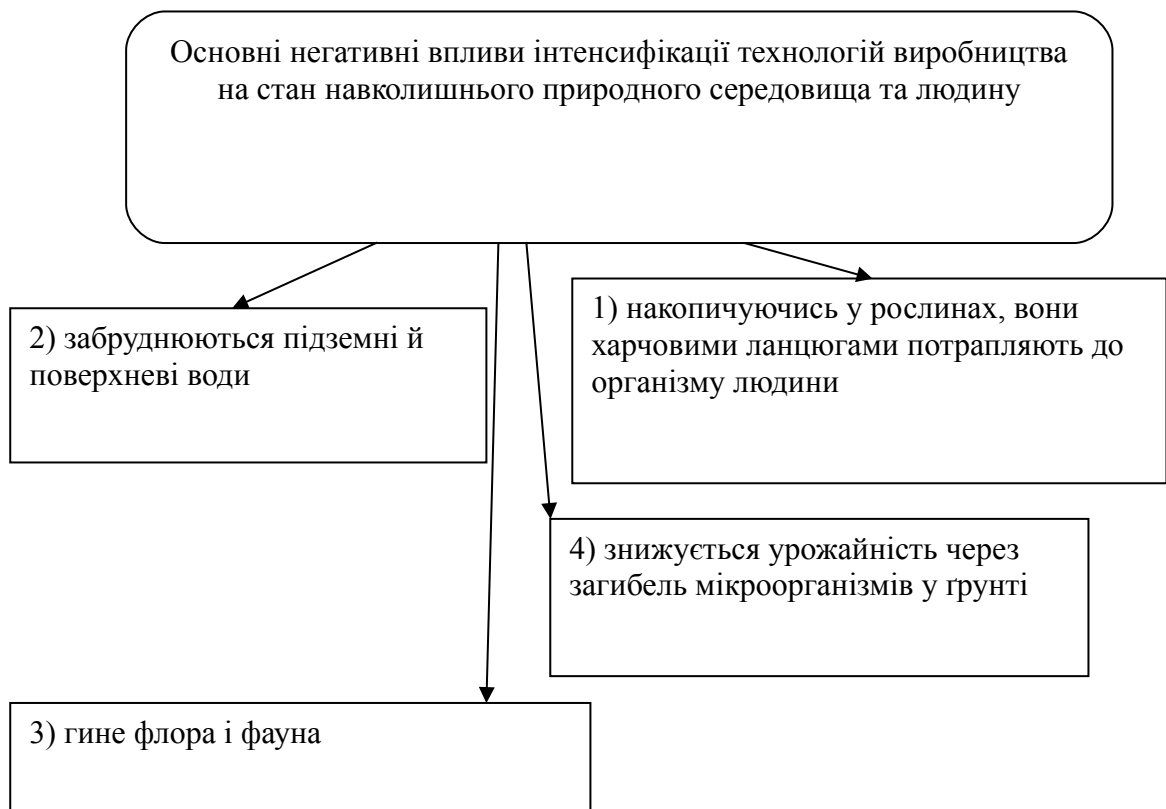 Основні негативні впливи інтенсифікації технологій виробництва
на стан навколишнього природного середовища та людину
1) накопичуючись у рослинах, вони
харчовими ланцюгами потрапляють до
організму людини
2) забруднюються підземні й
поверхневі води
4) знижується урожайність через
загибель мікроорганізмів у ґрунті
3) гине флора і фауна